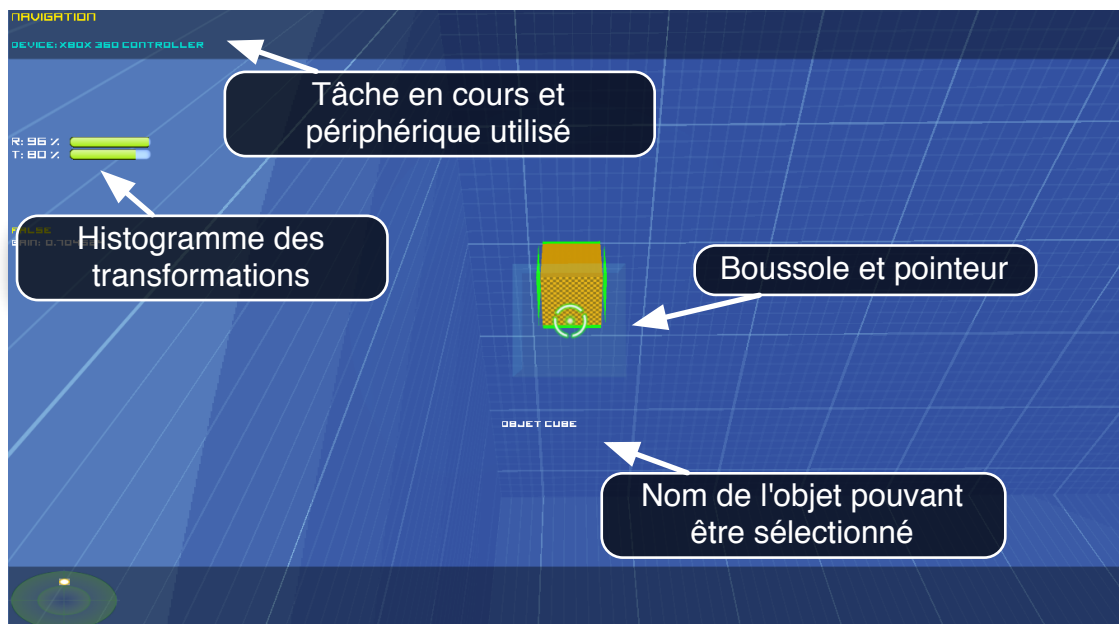 NAVIGATION
DEVICE: XBOX 360 CONTROLLER
Tâche en cours et
périphérique utilisé
R: 96 %
T: 80 %
Histogramme des
transformations
Boussole et pointeur
OBJET CUBE
Nom de l'objet pouvant
être sélectionné